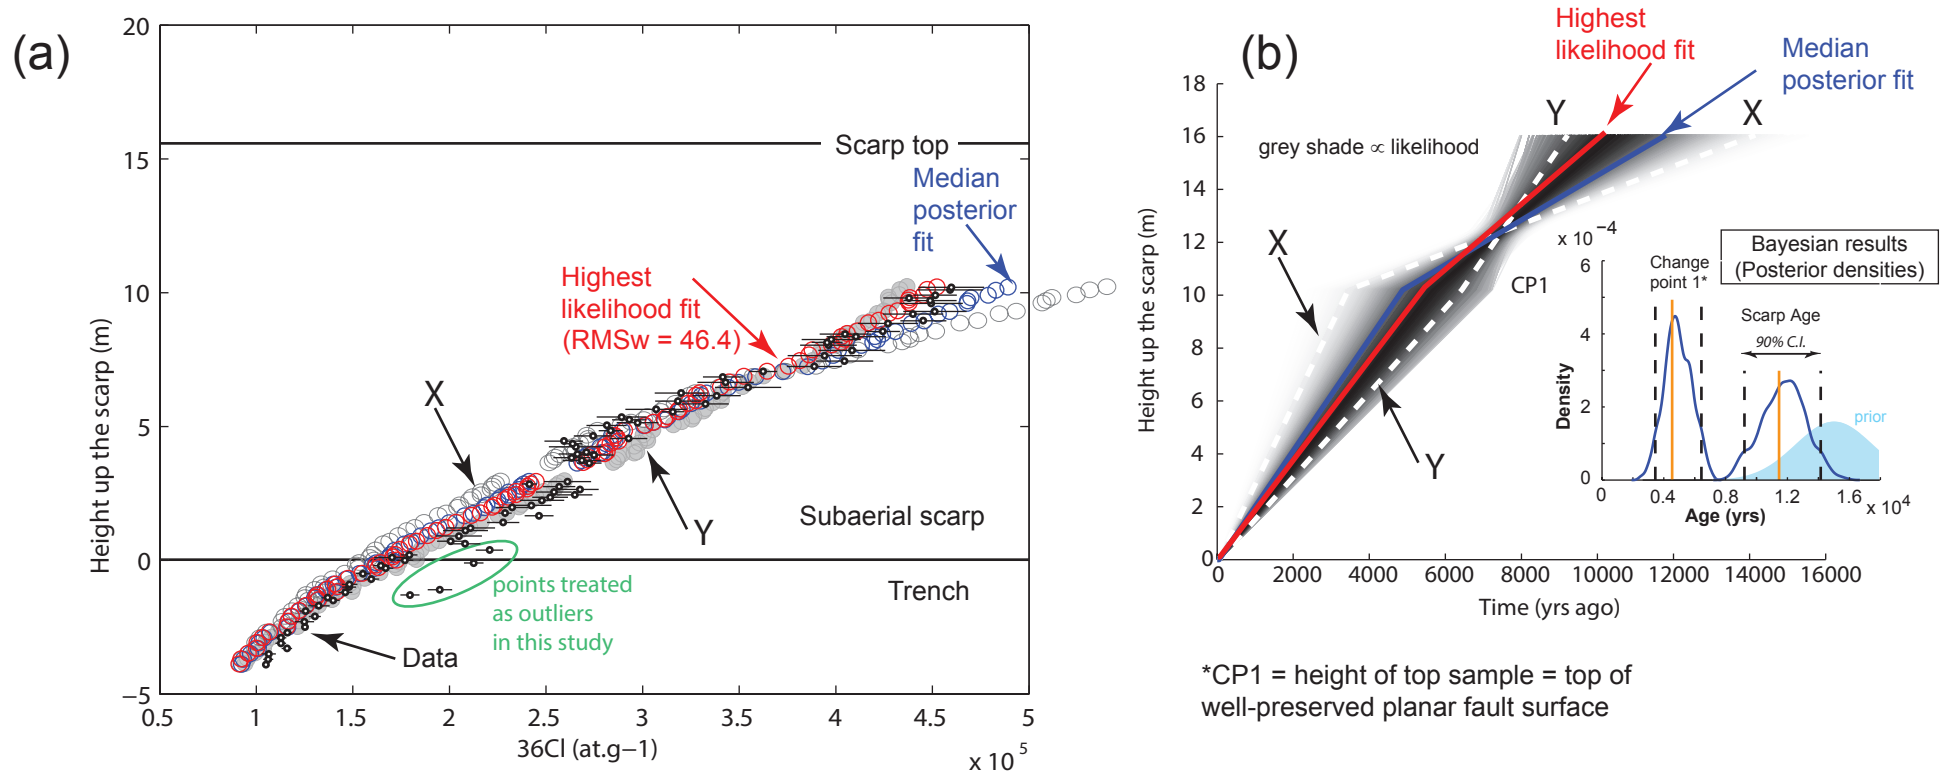 (a)
20
15
10
5
0
−5
Height up the scarp (m)
0.5
1
1.5
2
2.5
3
3.5
4
4.5
5
36Cl (at.g−1)
x 10 5
Scarp top
Median
posterior
fit
Highest
likelihood fit
(RMSw = 46.4)
X
Y
Subaerial scarp
Trench
points treated
as outliers
in this study
Data
(b)
Highest
likelihood fit
Median
posterior fit
18
16
14
12
10
8
6
4
2
0
Height up the scarp (m)
Y
X
grey shade ∝ likelihood
X
CP1
Y
0
2000
4000
6000
8000
10000
12000
14000
16000
Time (yrs ago)
x 10 −4
Bayesian results
(Posterior densities)
Change
point 1*
Scarp Age
90% C.I.
prior
6
4
2
0
Density
0
0.4
0.8
1.2
1.6
x 10 4
Age (yrs)
*CP1 = height of top sample = top of
well-preserved planar fault surface